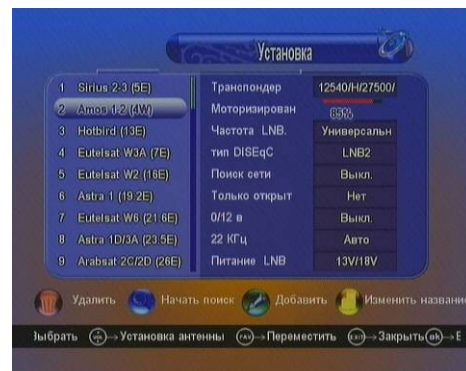 Установка
1 Sirius 2-3 (5E)
2 Amos 1-2 (4W)
3 Hotbird (13E)
4 Eutelsat W3A (7E)
5 Eutelsat W2 (16E)
6 Astra 1 (19.2E)
7 Eutelsat W6 (21.6E)
8 Astra 1D/3A (23.5E)
9 Arabsat 2C/2D (26E)
Транспондер 12540/H/27500/
Моторизирован 85%
Частота LNB. Универсальн
тип DISEqC LNB2
Поиск сети Выкл.
Только открыт Нет
0/12 в Выкл.
22 КГц Авто
Питание LNB 13V/18V
Удалить Начать поиск Добавить Изменить названи
Зыбрать →Установка антенны FAV→Переместить EXIT→Закрыть ok→Е